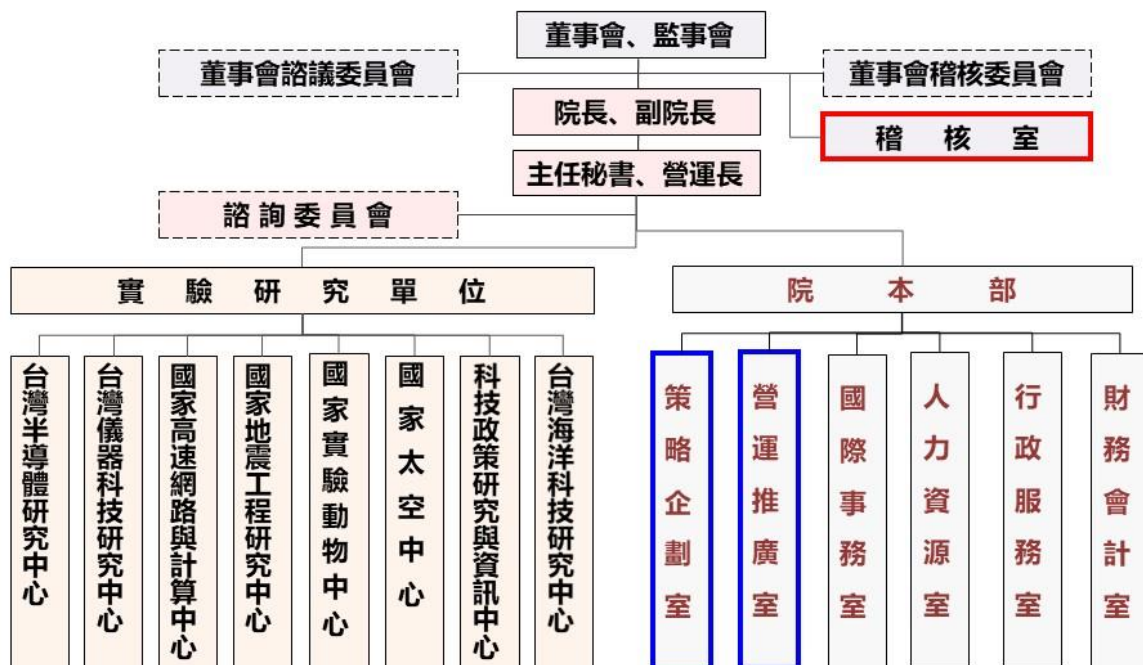 董事會、監事會
董事會諮議委員會
董事會稽核委員會
院長、副院長
稽核室
主任秘書、營運長
諮詢委員會
實驗研究單位
院本部
台灣半導體研究中心
台灣儀器科技研究中心
國家高速網路與計算中心
國家地震工程研究中心
國家實驗動物中心
國家太空中心
科技政策研究與資訊中心
台灣海洋科技研究中心
策略企劃室
營運推廣室
國際事務室
人力資源室
行政服務室
財務會計室